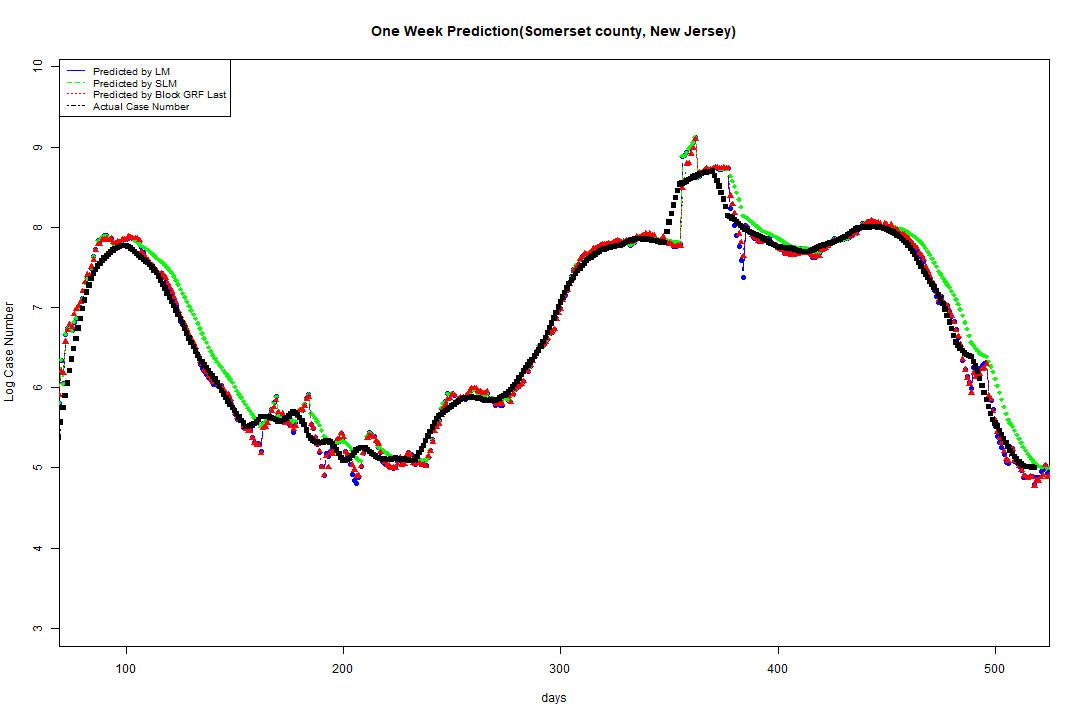 One Week Prediction(Somerset county, New Jersey)
Predicted by LM
Predicted by SLM
Predicted by Block GRF Last
Actual Case Number
Log Case Number
10
9
8
7
6
5
4
3
100 200 300 400 500
days